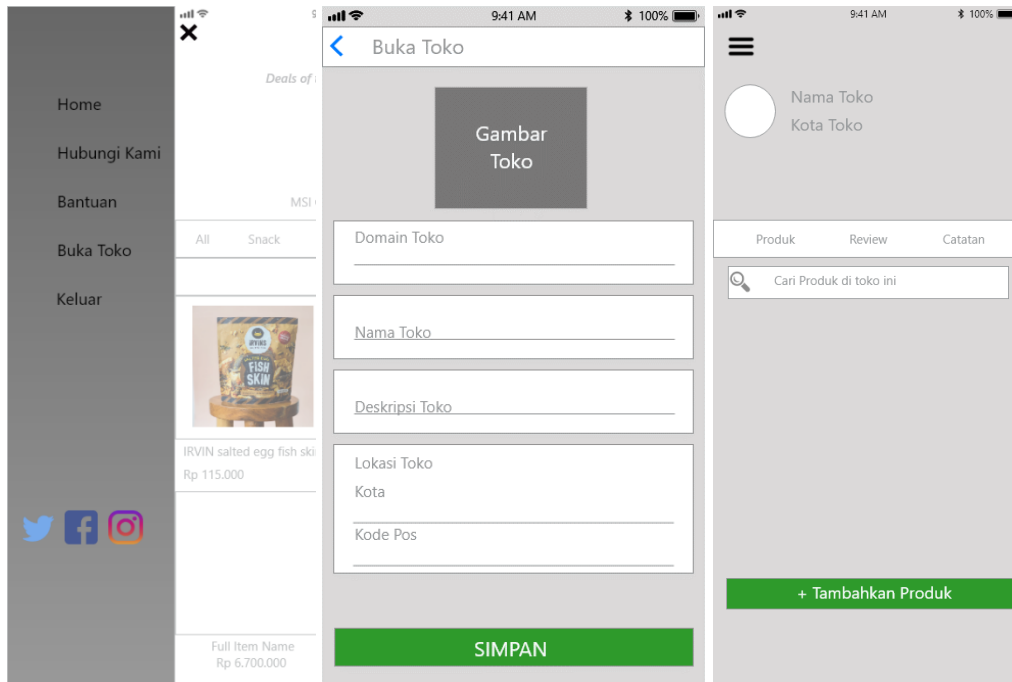 Home
Hubungi Kami
Bantuan
Buka Toko
Keluar
Deals of
MSI
All Snack
IRVINS
FISH
SKIN
IRVIN salted egg fish ski
Rp 115.000
Full Item Name
Rp 6.700.000
9:41 AM 100%
Buka Toko
Gambar
Toko
Domain Toko
Nama Toko
Deskripsi Toko
Lokasi Toko
Kota
Kode Pos
SIMPAN
9:41 AM 100%
Nama Toko
Kota Toko
Produk Review Catatan
Cari Produk di toko ini
+ Tambahkan Produk